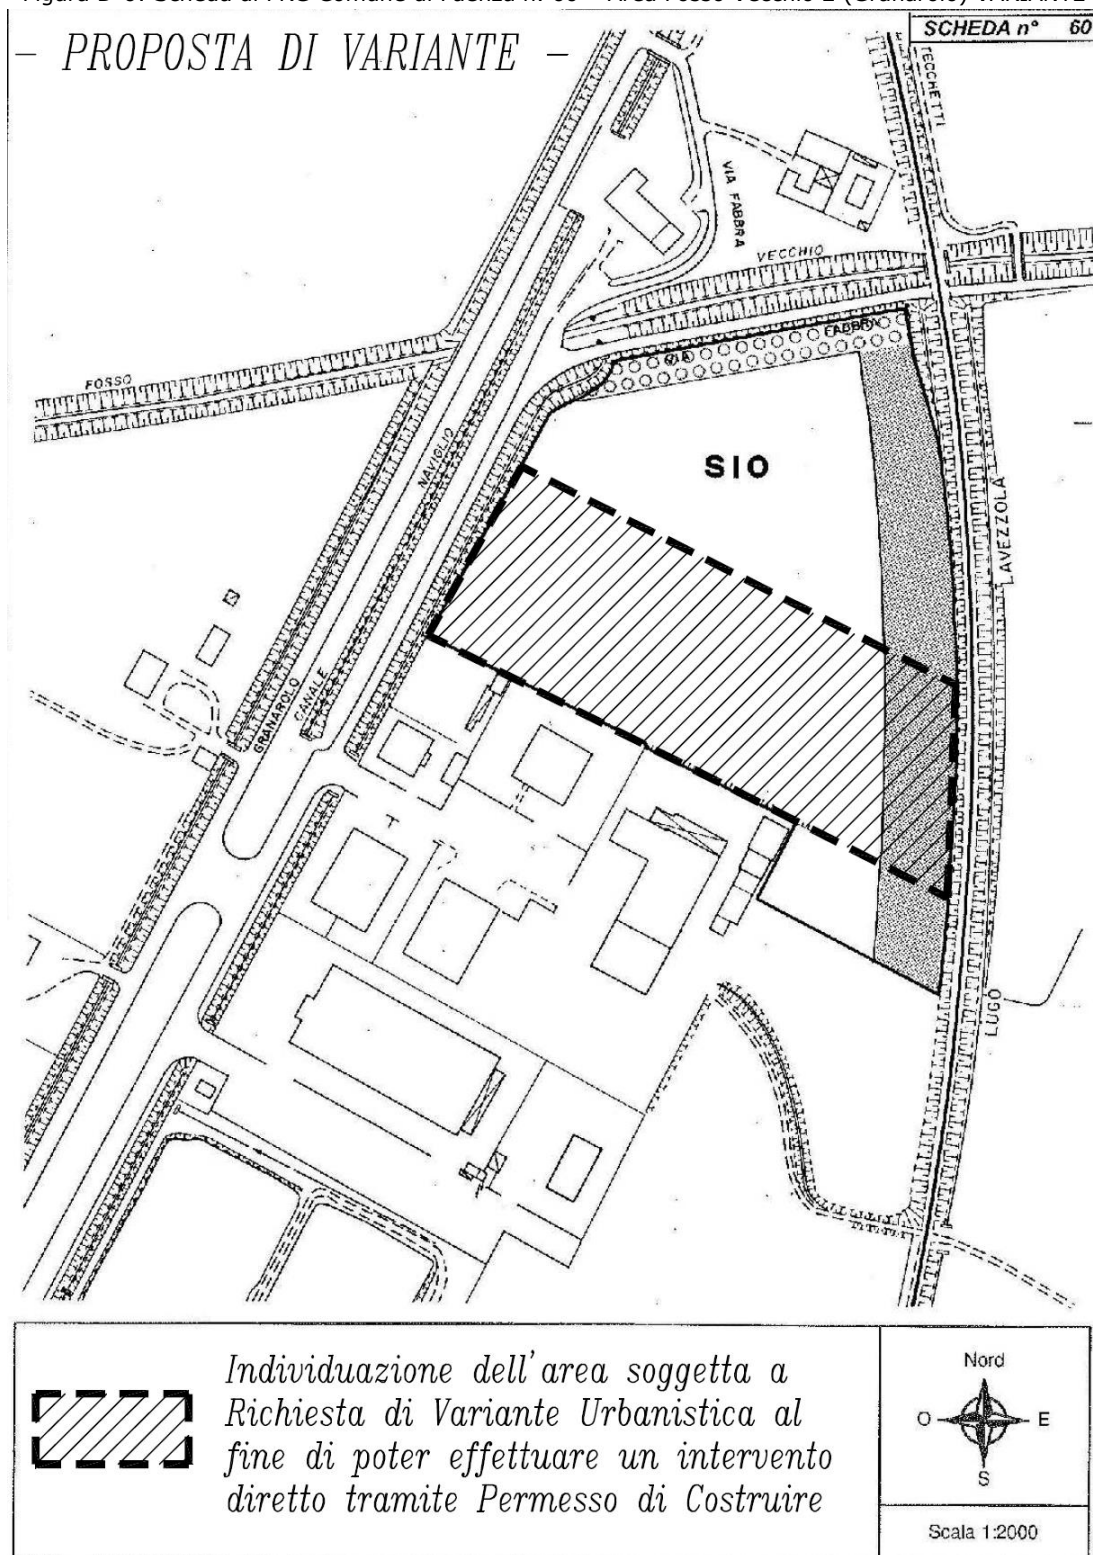 SCHEDA n° 60
- PROPOSTA DI VARIANTE -
VIA FABBRA
VECCHIO
FOSSO
VIA
FABBRA
NAVIGLIO
SIO
LAVEZZOLA
GRANAROLO
CANALE
LUGO
Individuazione dell'area soggetta a
Richiesta di Variante Urbanistica al
fine di poter effettuare un intervento
diretto tramite Permesso di Costruire
Nord
O
E
S
Scala 1:2000